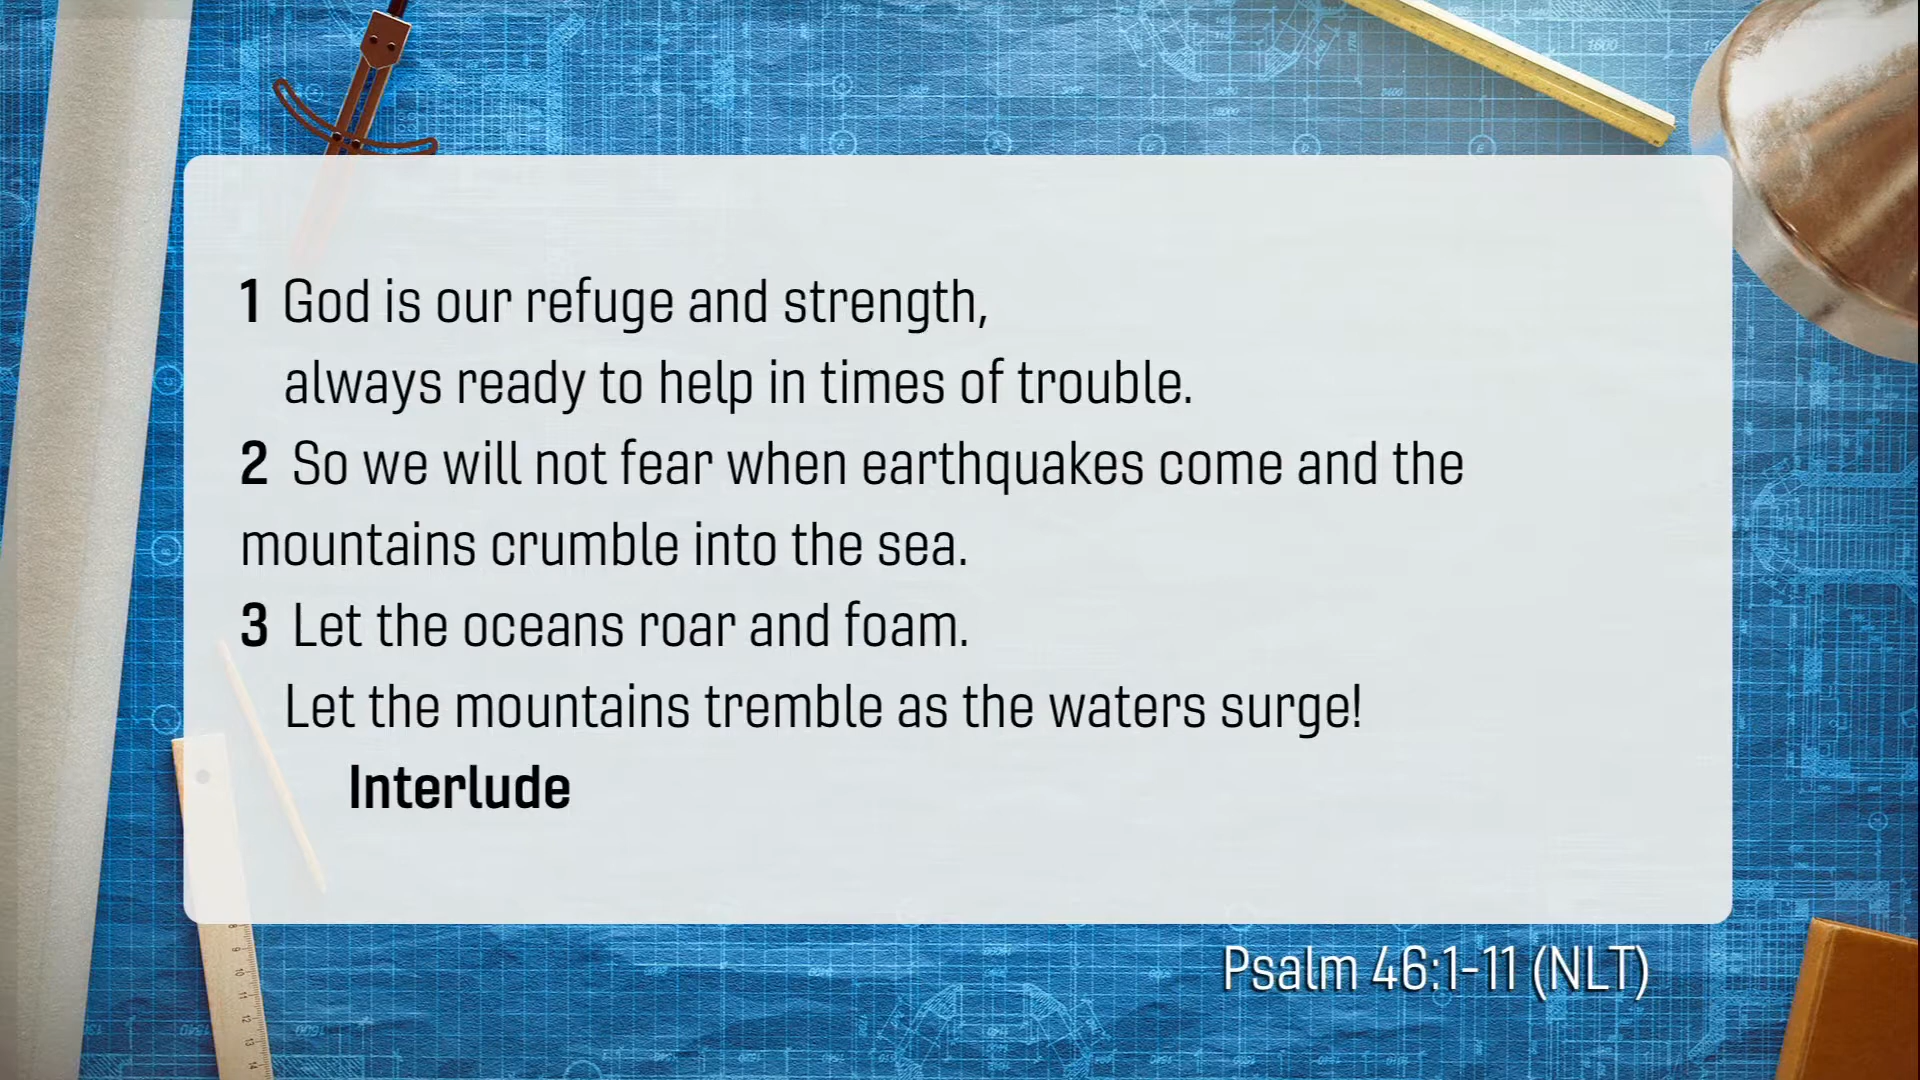 1 God is our refuge and strength,
always ready to help in times of trouble.
2 So we will not fear when earthquakes come and the
mountains crumble into the sea.
3 Let the oceans roar and foam.
Let the mountains tremble as the waters surge!
Interlude
Psalm 46:1-11 (NLT)